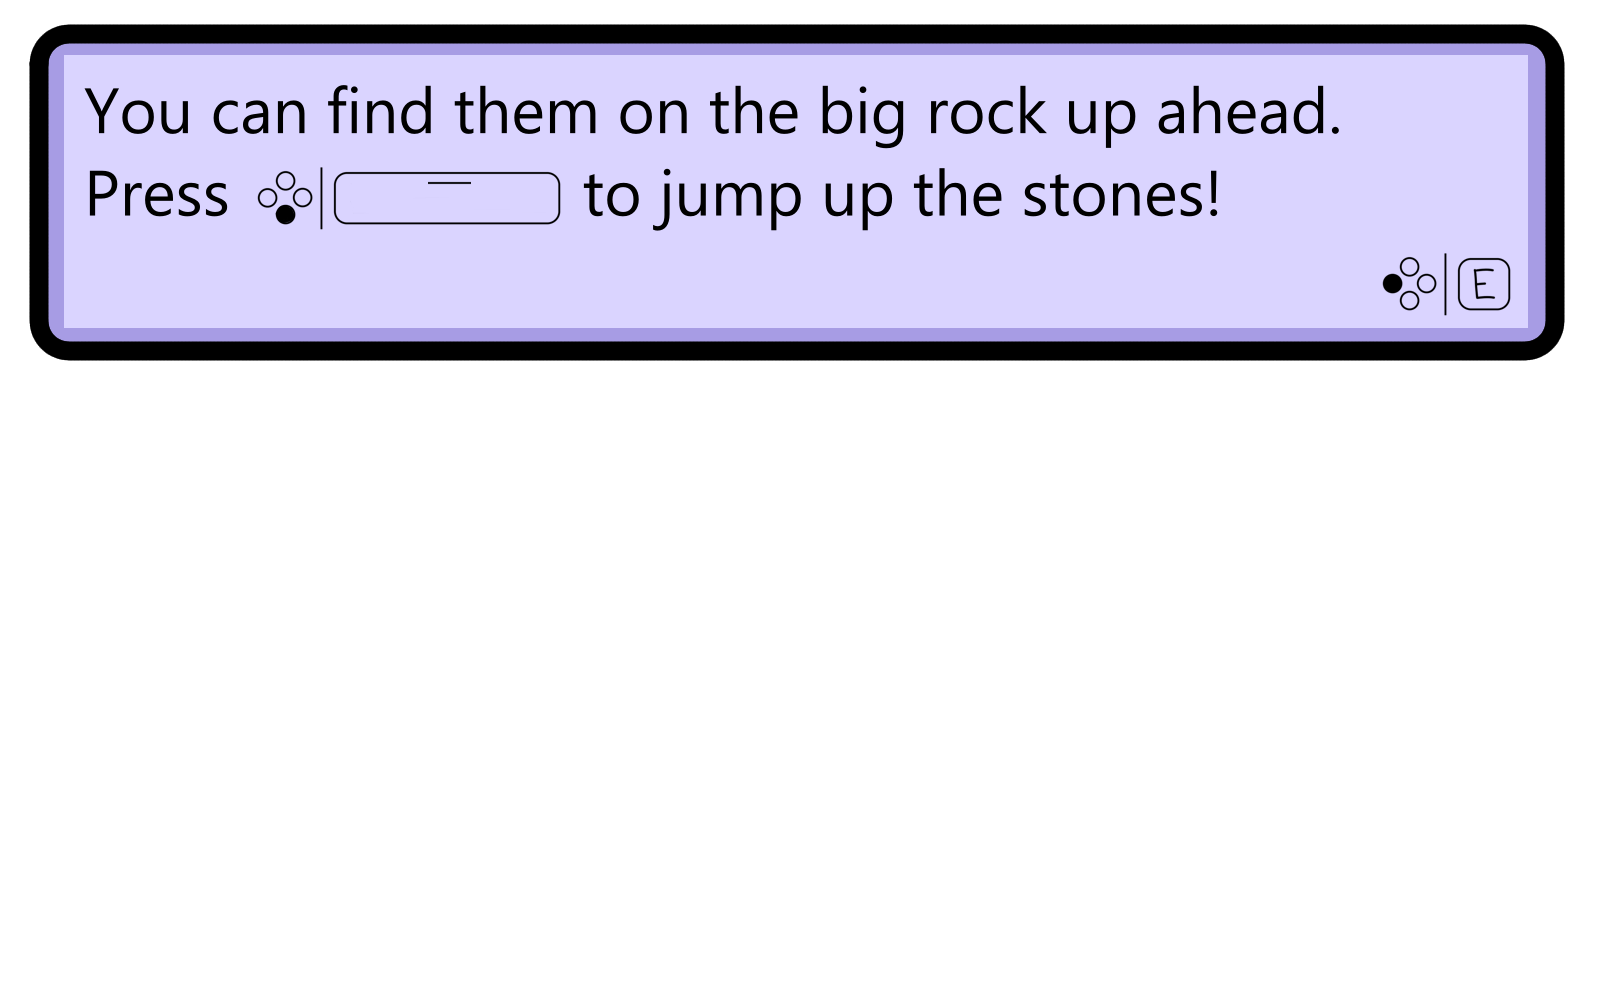 You can find them on the big rock up ahead.
Press to jump up the stones!
E